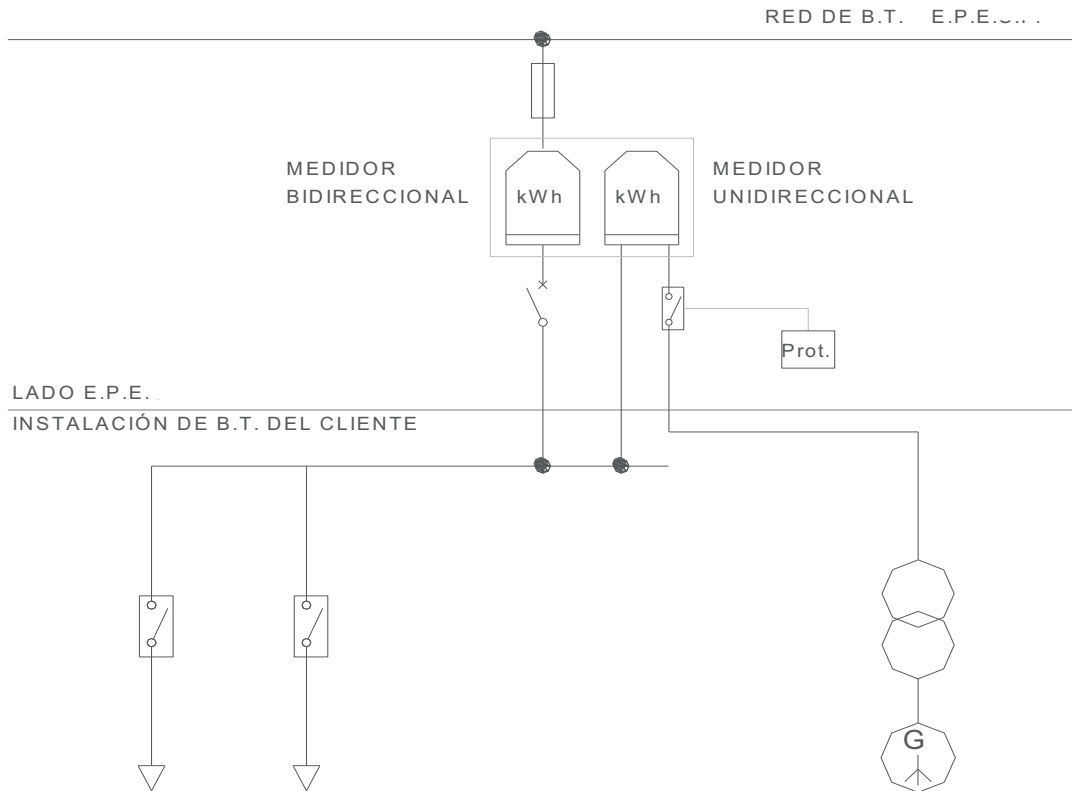 RED DE B.T.
MEDIDOR
BIDIRECCIONAL
kWh
kWh
MEDIDOR
UNIDIRECCIONAL
Prot.
LADO E.P.E.
INSTALACIÓN DE B.T. DEL CLIENTE
G